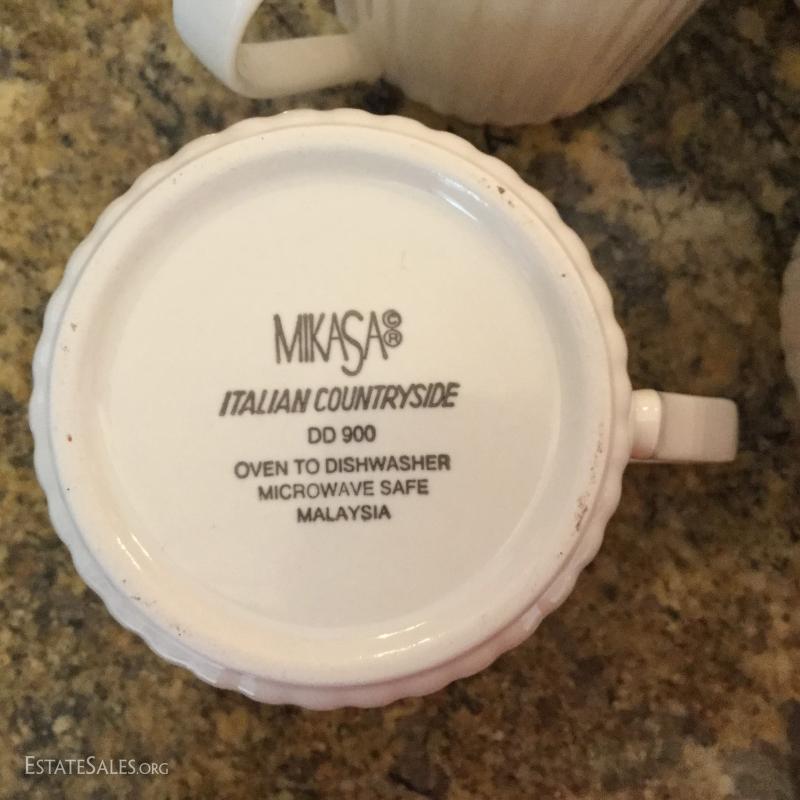 MIKASA©®
ITALIAN COUNTRYSIDE
DD 900
OVEN TO DISHWASHER
MICROWAVE SAFE
MALAYSIA
ESTATESALES.ORG